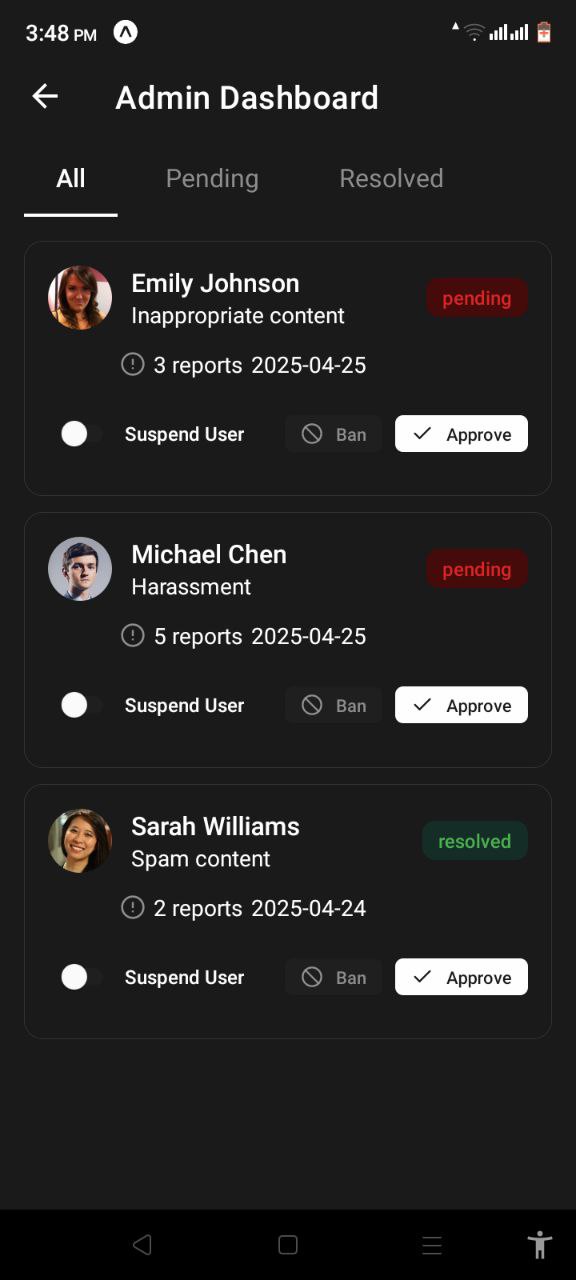 3:48 PM
Admin Dashboard
All Pending Resolved
Emily Johnson
pending
Inappropriate content
3 reports 2025-04-25
Suspend User Ban Approve
Michael Chen
pending
Harassment
5 reports 2025-04-25
Suspend User Ban Approve
Sarah Williams
resolved
Spam content
2 reports 2025-04-24
Suspend User Ban Approve